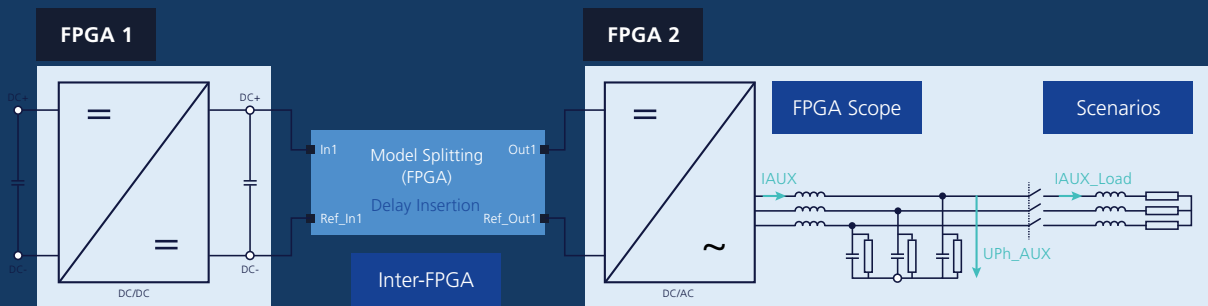 FPGA 1
FPGA 2
DC+
DC+
DC-
DC-
DC/DC
In1
Model Splitting
(FPGA)
Out1
Ref_In1
Delay Insertion
Ref_Out1
Inter-FPGA
~
DC/AC
FPGA Scope
Scenarios
IAUX
IAUX_Load
UPh_AUX